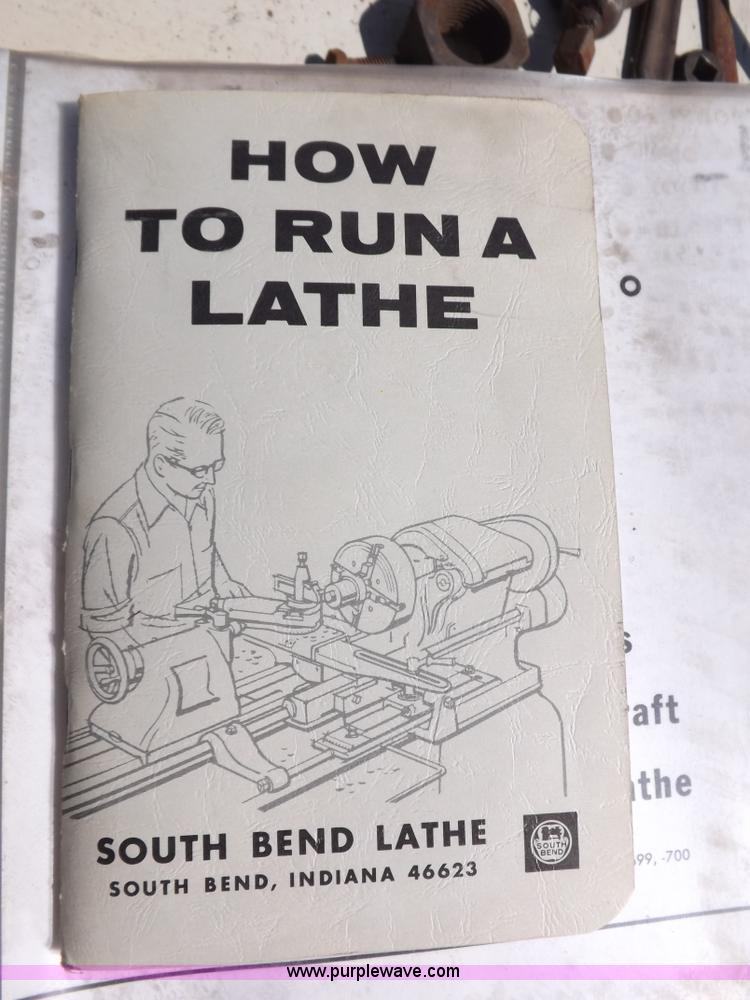 HOW
TO RUN A
LATHE
SOUTH BEND LATHE
SOUTH BEND, INDIANA 46623
SOUTH
BEND
raft
athe
99, -700
www.purplewave.com